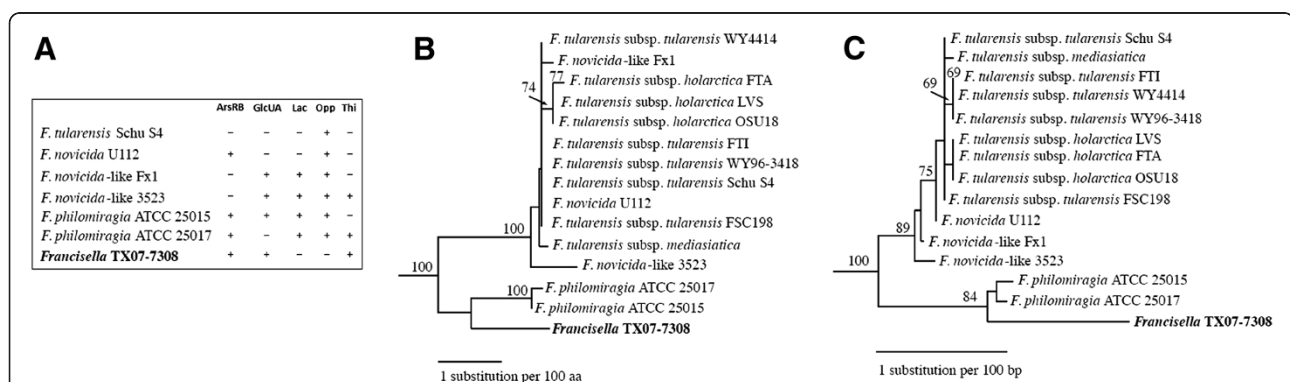 A
ArsRB GlcUA Lac Opp Thi
F. tularensis Schu S4 − − − + −
F. novicida U112 + − − + −
F. novicida-like Fx1 − + + + −
F. novicida-like 3523 − + + + +
F. philomiragia ATCC 25015 + + + + −
F. philomiragia ATCC 25017 + − + + +
Francisella TX07-7308 + + − − +
B
F. tularensis subsp. tularensis WY4414
F. novicida-like Fx1
77
F. tularensis subsp. holarctica FTA
74
F. tularensis subsp. holarctica LVS
F. tularensis subsp. holarctica OSU18
F. tularensis subsp. tularensis FTI
F. tularensis subsp. tularensis WY96-3418
F. tularensis subsp. tularensis Schu S4
F. novicida U112
F. tularensis subsp. tularensis FSC198
100
F. tularensis subsp. mediasiatica
F. novicida-like 3523
100
100
F. philomiragia ATCC 25017
F. philomiragia ATCC 25015
Francisella TX07-7308
1 substitution per 100 aa
C
F. tularensis subsp. tularensis Schu S4
F. tularensis subsp. mediasiatica
69
F. tularensis subsp. tularensis FTI
69
F. tularensis subsp. tularensis WY4414
F. tularensis subsp. tularensis WY96-3418
F. tularensis subsp. holarctica LVS
F. tularensis subsp. holarctica FTA
75
F. tularensis subsp. holarctica OSU18
F. tularensis subsp. tularensis FSC198
F. novicida U112
89
F. novicida-like Fx1
F. novicida-like 3523
100
F. philomiragia ATCC 25015
84
F. philomiragia ATCC 25017
Francisella TX07-7308
1 substitution per 100 bp